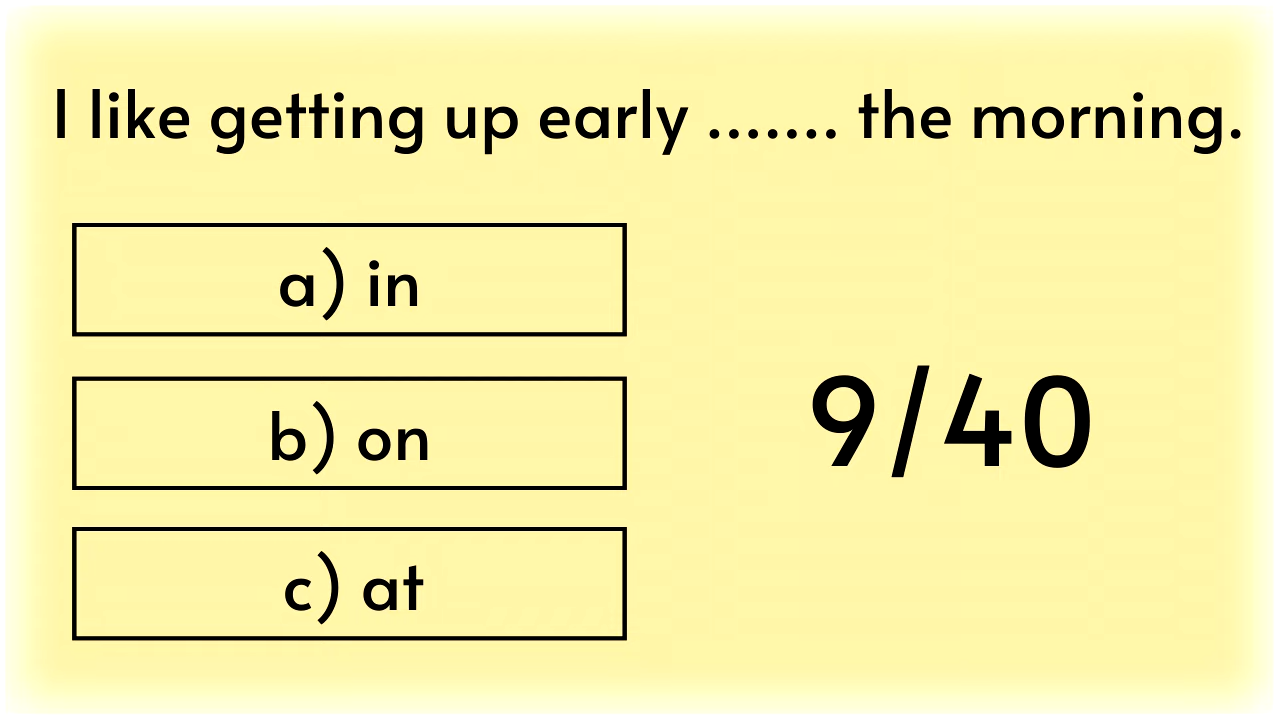 I like getting up early ....... the morning.
a) in
b) on
9/40
c) at